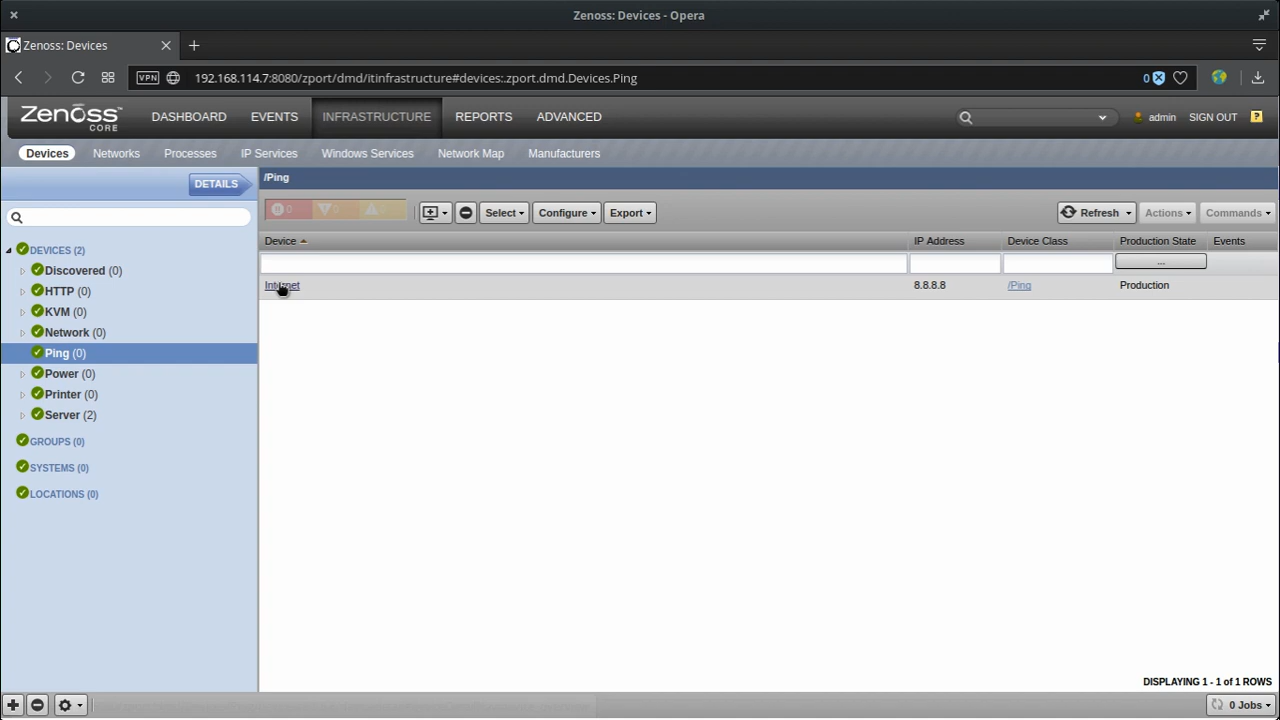 Zenoss: Devices - Opera
Zenoss: Devices
VPN 192.168.114.7:8080/zport/dmd/itinfrastructure#devices:.zport.dmd.Devices.Ping 0
Zenoss CORE DASHBOARD EVENTS INFRASTRUCTURE REPORTS ADVANCED admin SIGN OUT ?
Devices Networks Processes IP Services Windows Services Network Map Manufacturers
DETAILS
/Ping
0 0 0 Select Configure Export Refresh Actions Commands
Device IP Address Device Class Production State Events
...
Internet 8.8.8.8 /Ping Production
DEVICES (2)
Discovered (0)
HTTP (0)
KVM (0)
Network (0)
Ping (0)
Power (0)
Printer (0)
Server (2)
GROUPS (0)
SYSTEMS (0)
LOCATIONS (0)
DISPLAYING 1 - 1 of 1 ROWS
0 Jobs